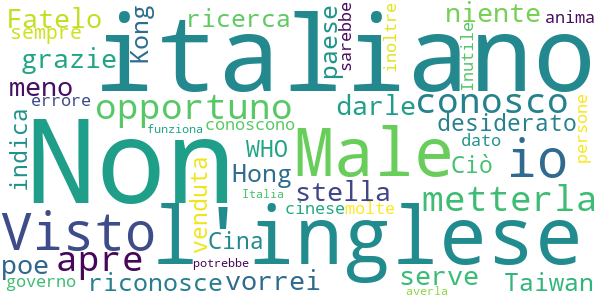 Fatelo
sempre
grazie
meno
errore
italiano
Kong
ricerca
paese
sarebbe
inoltre
niente
anima
Inutile
opportuno
conoscono
funziona
darle
conosco
desiderato
dato
persone
indica
Non
WHO
Male
io
Ciò
Hong
Italia
stella
cinese
molte
metterla
Visto
l'inglese
venduta
Cina
potrebbe
poe
apre
governo
riconosce
vorrei
serve
averla
Taiwan